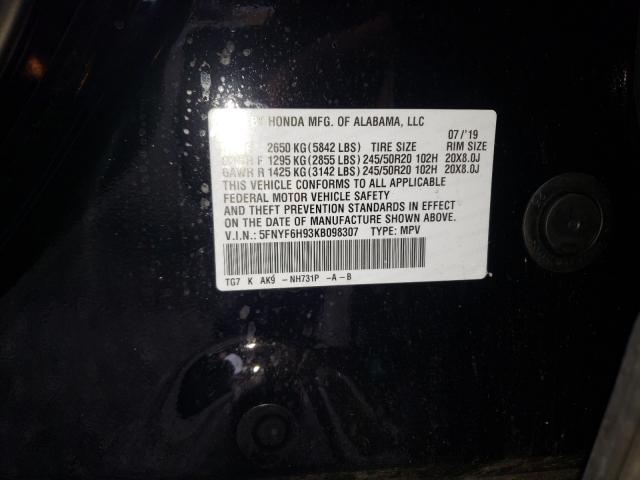 HONDA MFG. OF ALABAMA, LLC 07/'19
2650 KG (5842 LBS) TIRE SIZE RIM SIZE
F 1295 KG (2855 LBS) 245/50R20 102H 20X8.0J
GAWR R 1425 KG (3142 LBS) 245/50R20 102H 20X8.0J
THIS VEHICLE CONFORMS TO ALL APPLICABLE
FEDERAL MOTOR VEHICLE SAFETY
AND THEFT PREVENTION STANDARDS IN EFFECT
ON THE DATE OF MANUFACTURE SHOWN ABOVE.
V.I.N.: 5FNYF6H93KB098307 TYPE: MPV
TG7 K AK9 -NH731P -A-B